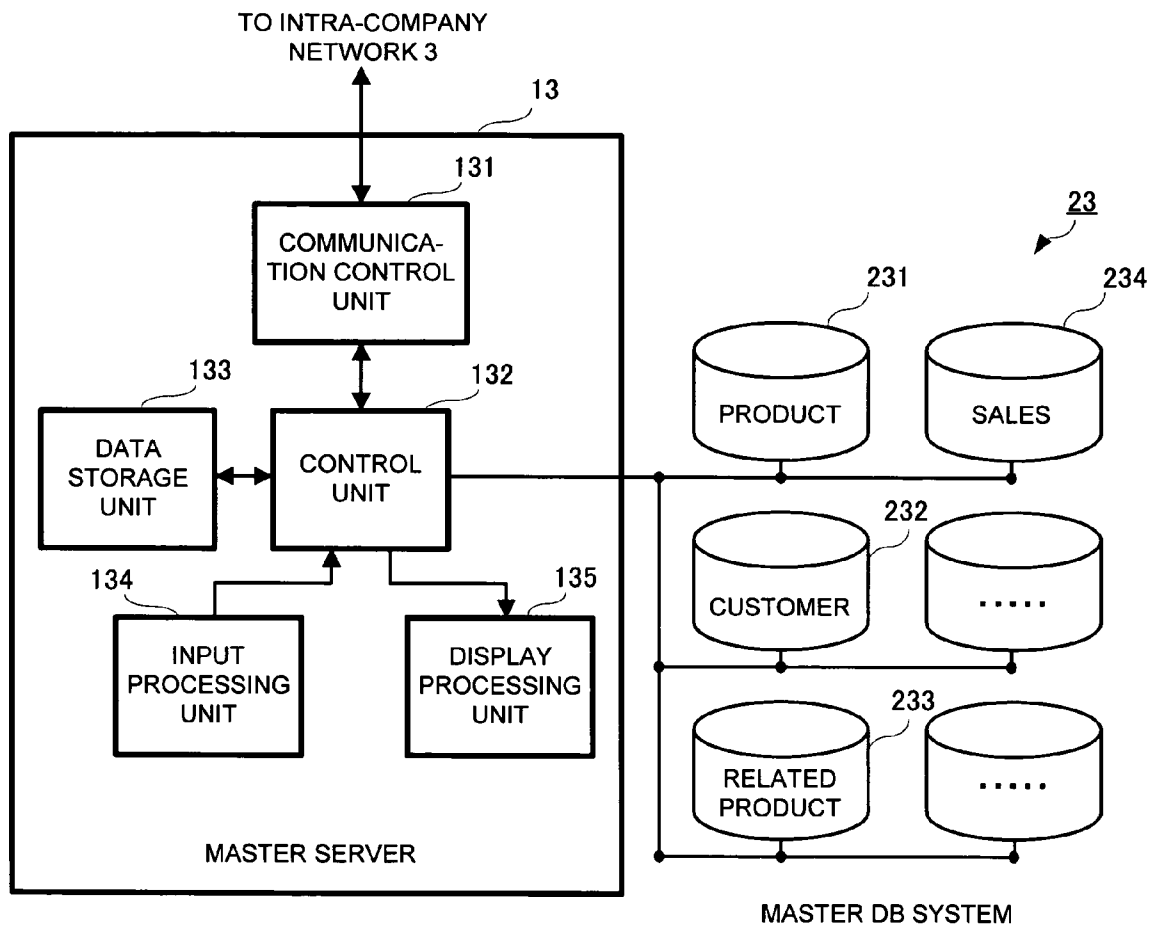 TO INTRA-COMPANY
NETWORK 3
13
131
COMMUNICA-
TION CONTROL
UNIT
133
DATA
STORAGE
UNIT
132
CONTROL
UNIT
134
INPUT
PROCESSING
UNIT
135
DISPLAY
PROCESSING
UNIT
MASTER SERVER
23
231
PRODUCT
234
SALES
232
CUSTOMER
.....
233
RELATED
PRODUCT
.....
MASTER DB SYSTEM